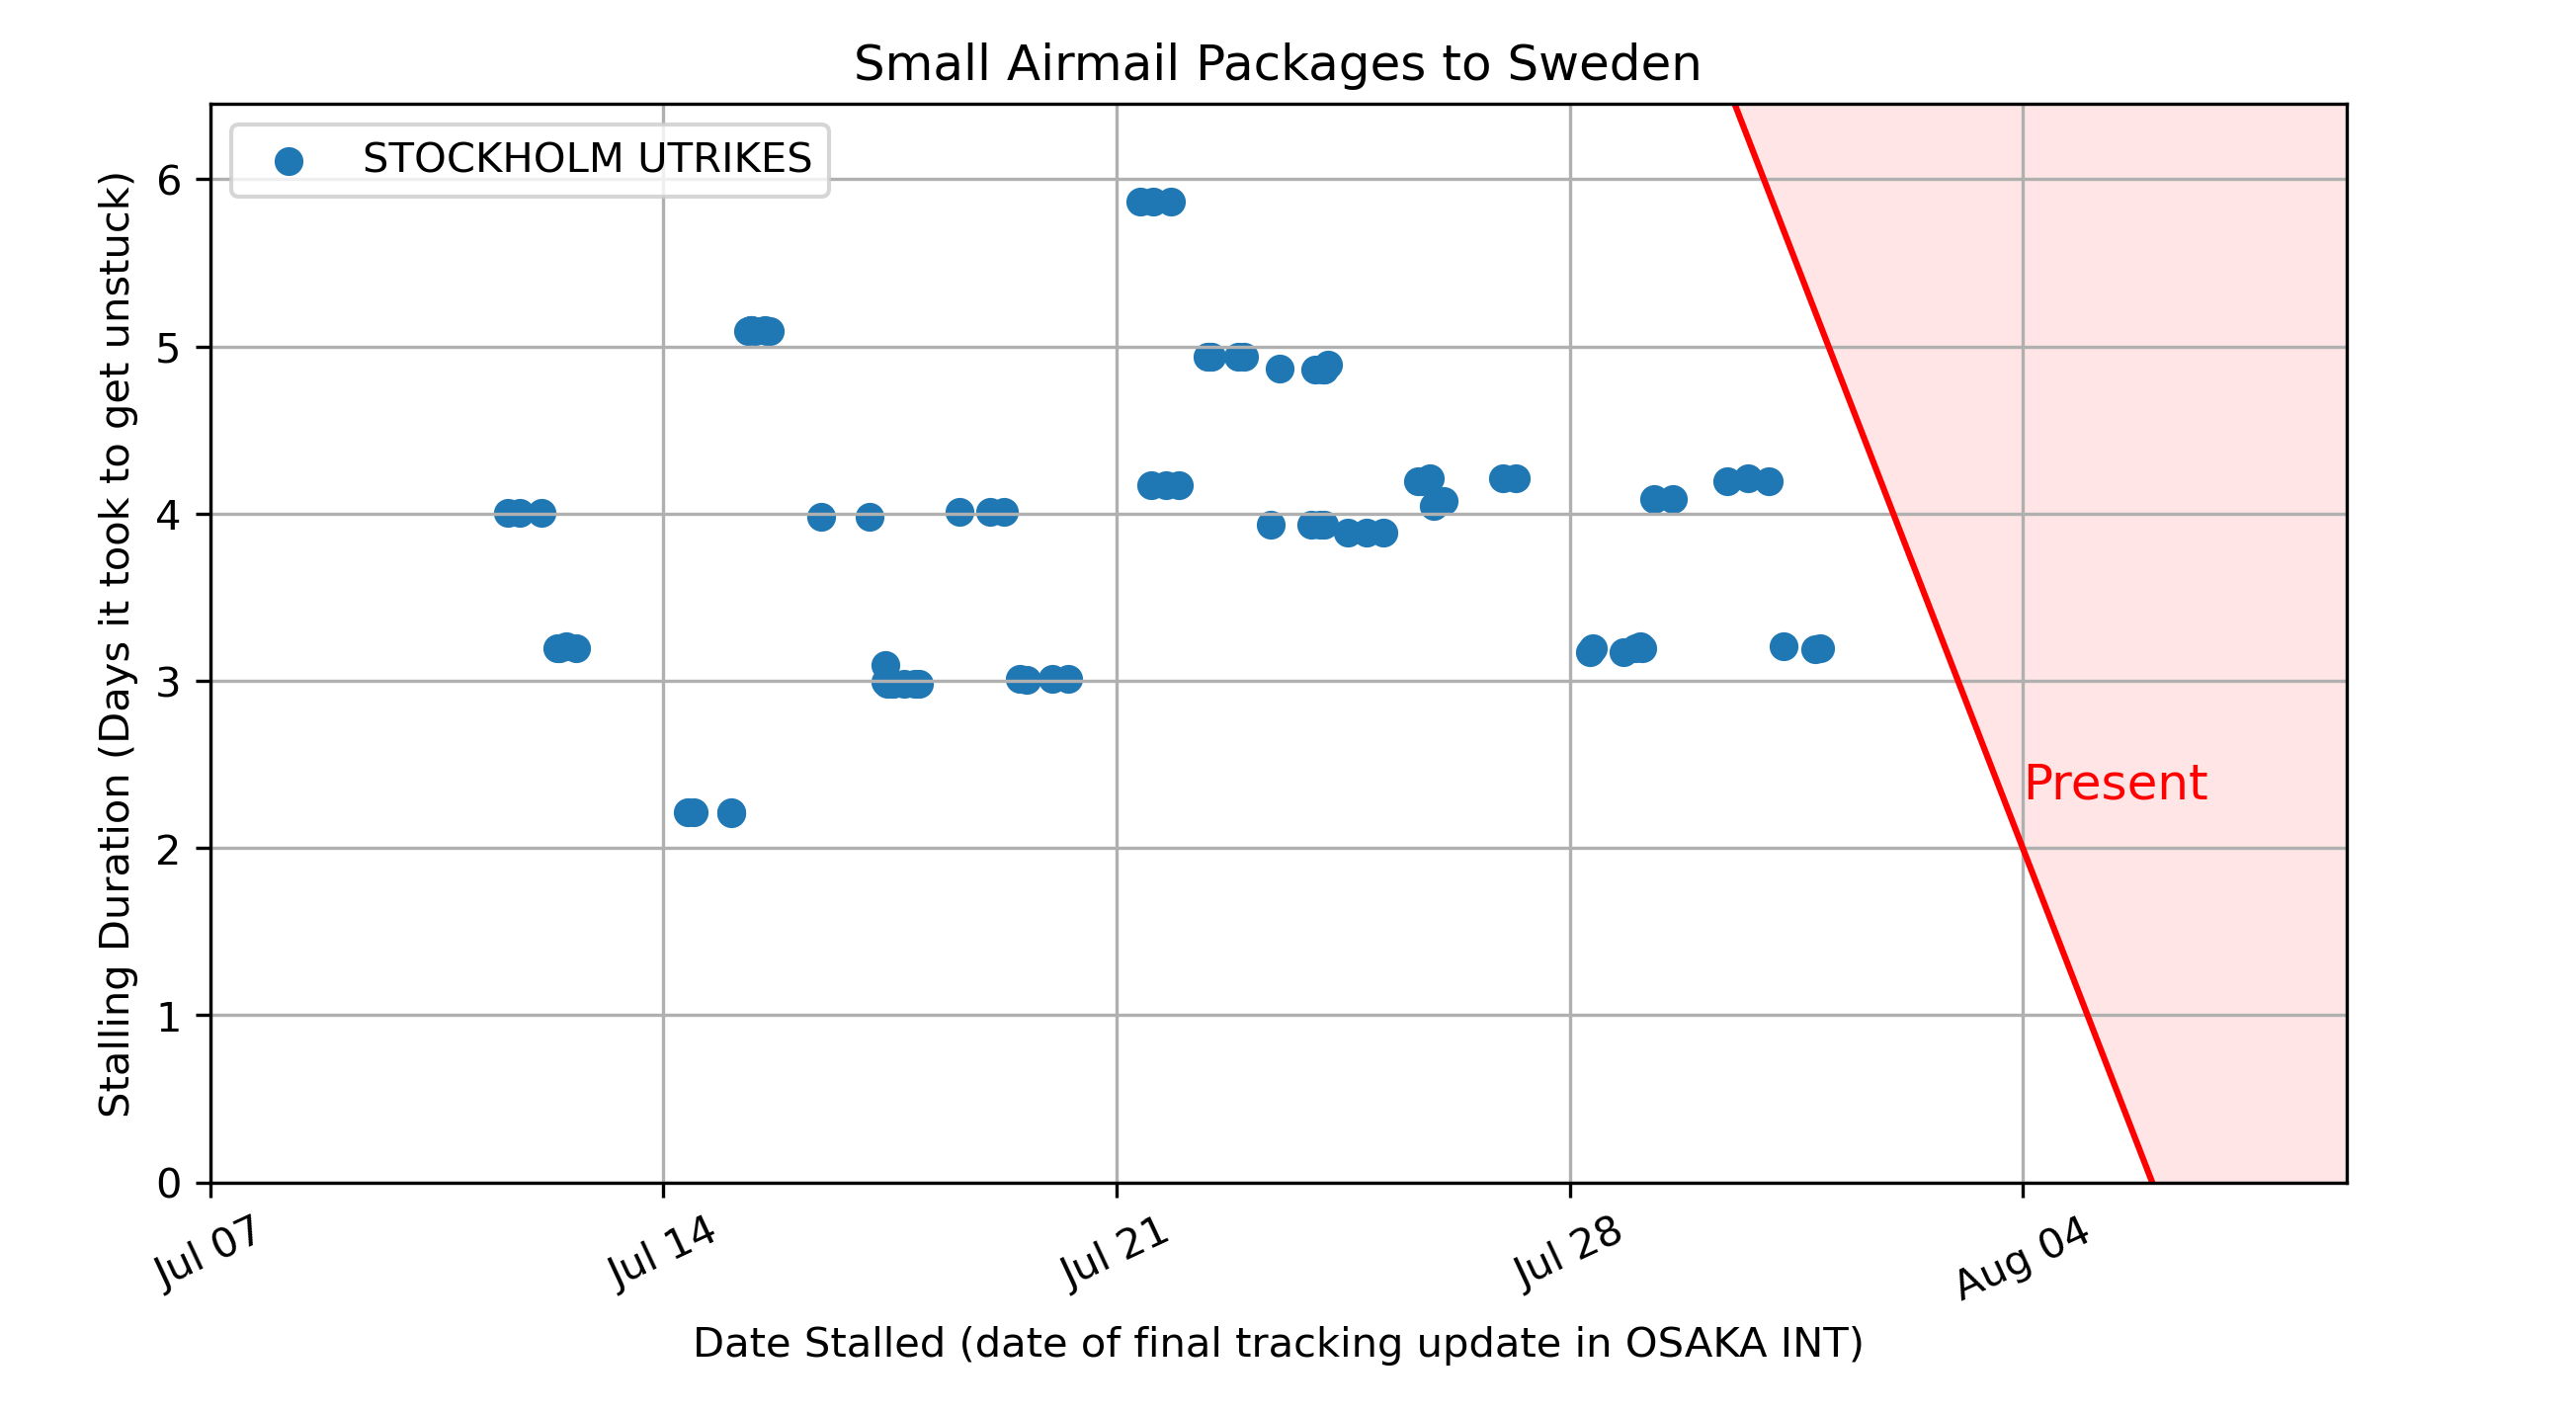 Small Airmail Packages to Sweden
STOCKHOLM UTRIKES
Stalling Duration (Days it took to get unstuck)
6
5
4
3
2
1
0
Present
Jul 07
Jul 14
Jul 21
Jul 28
Aug 04
Date Stalled (date of final tracking update in OSAKA INT)